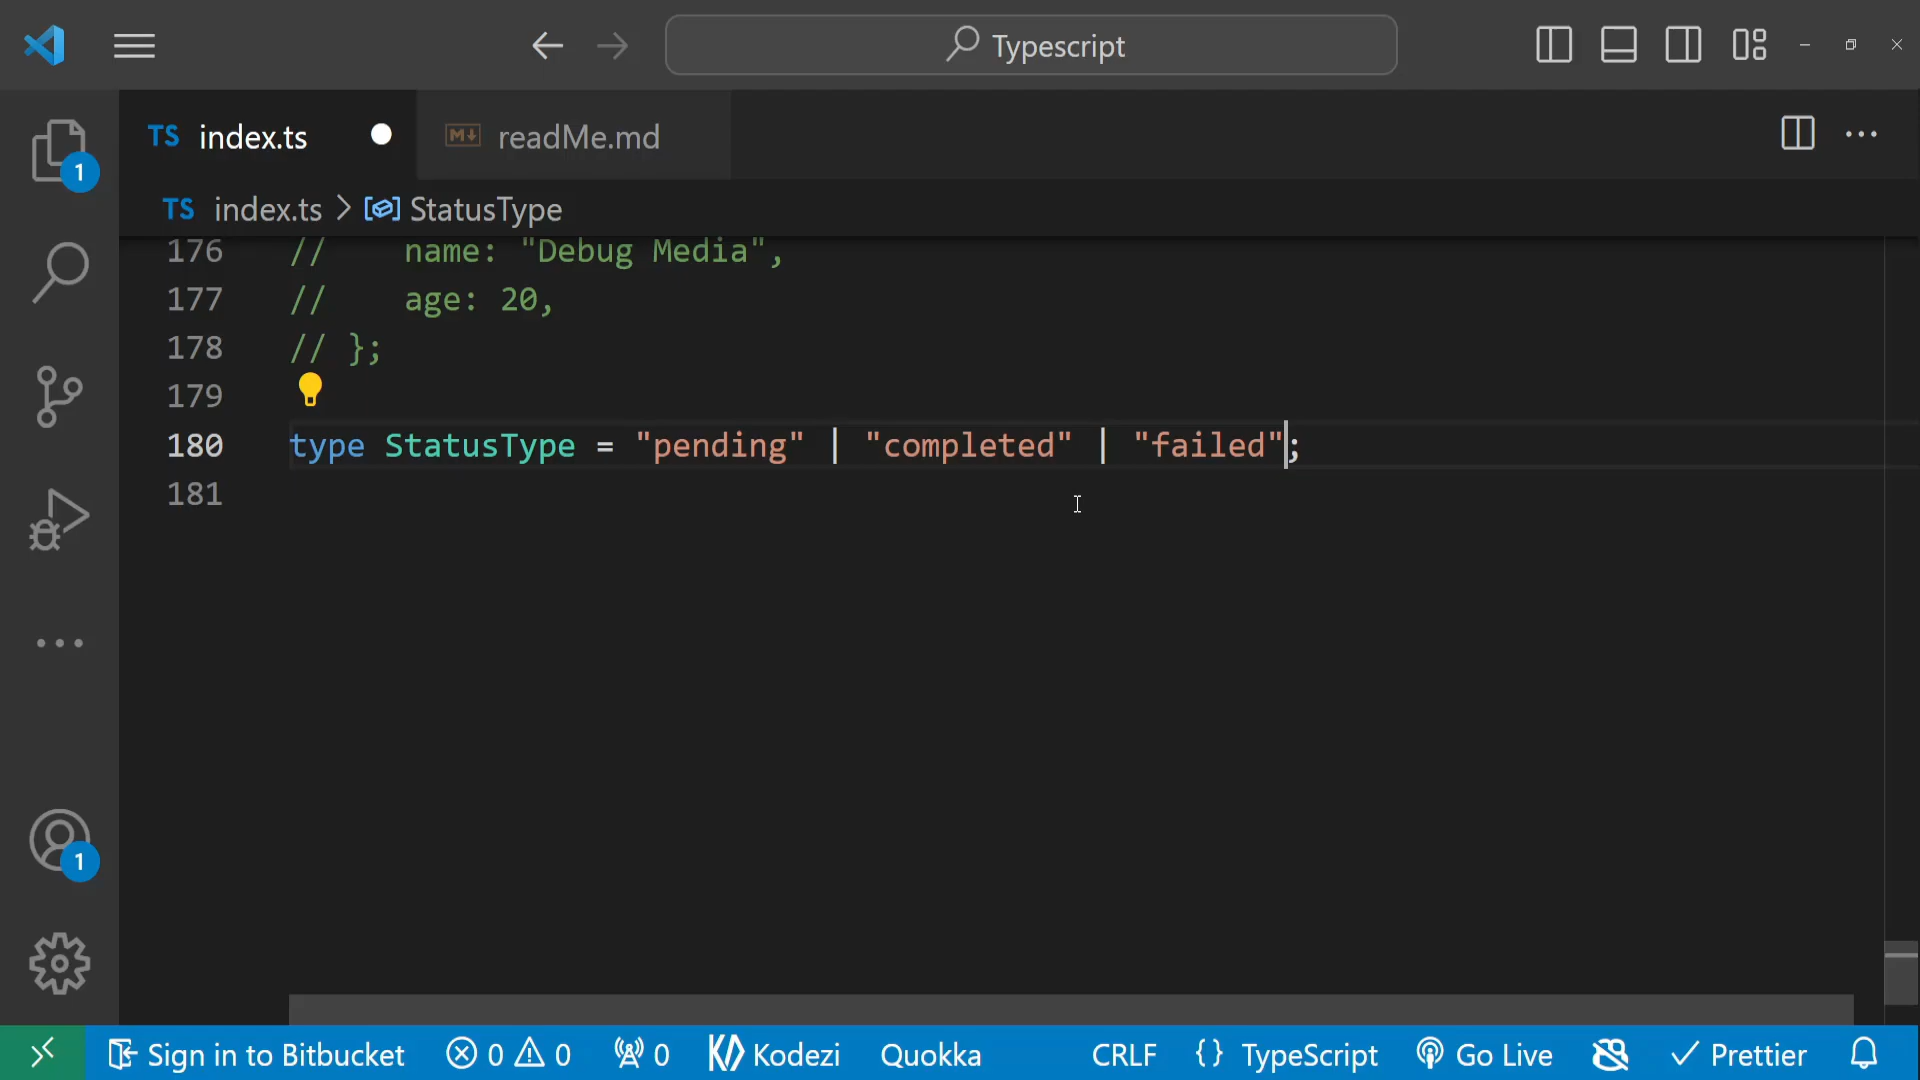 Typescript
TS index.ts
M↓ readMe.md
1
TS index.ts > StatusType
176 // name: "Debug Media",
177 // age: 20,
178 // };
179
180 type StatusType = "pending" | "completed" | "failed";
181
1
Sign in to Bitbucket 0 0 0 Kodezi Quokka CRLF {} TypeScript Go Live Prettier